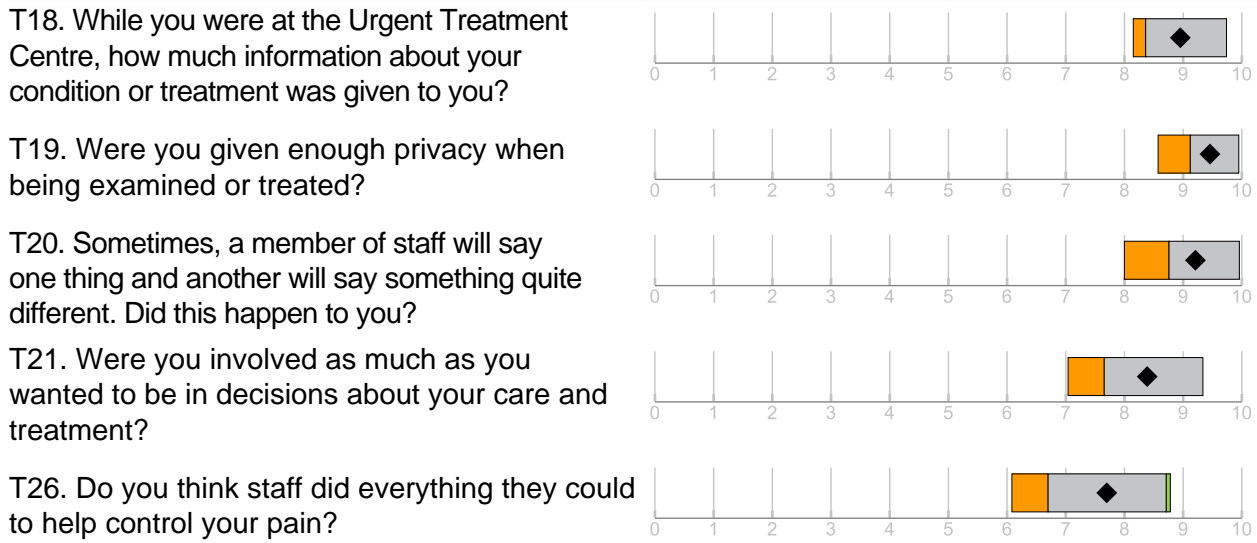 T18. While you were at the Urgent Treatment
Centre, how much information about your
condition or treatment was given to you?
0 1 2 3 4 5 6 7 8 9 10
T19. Were you given enough privacy when
being examined or treated?
0 1 2 3 4 5 6 7 8 9 10
T20. Sometimes, a member of staff will say
one thing and another will say something quite
different. Did this happen to you?
0 1 2 3 4 5 6 7 8 9 10
T21. Were you involved as much as you
wanted to be in decisions about your care and
treatment?
0 1 2 3 4 5 6 7 8 9 10
T26. Do you think staff did everything they could
to help control your pain?
0 1 2 3 4 5 6 7 8 9 10